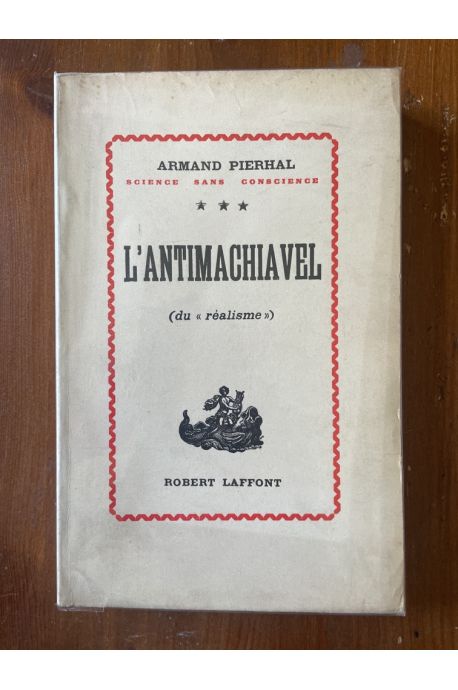 ARMAND PIERHAL
SCIENCE SANS CONSCIENCE
★ ★ ★
L'ANTIMACHIAVEL
(du « réalisme »)
ROBERT LAFFONT